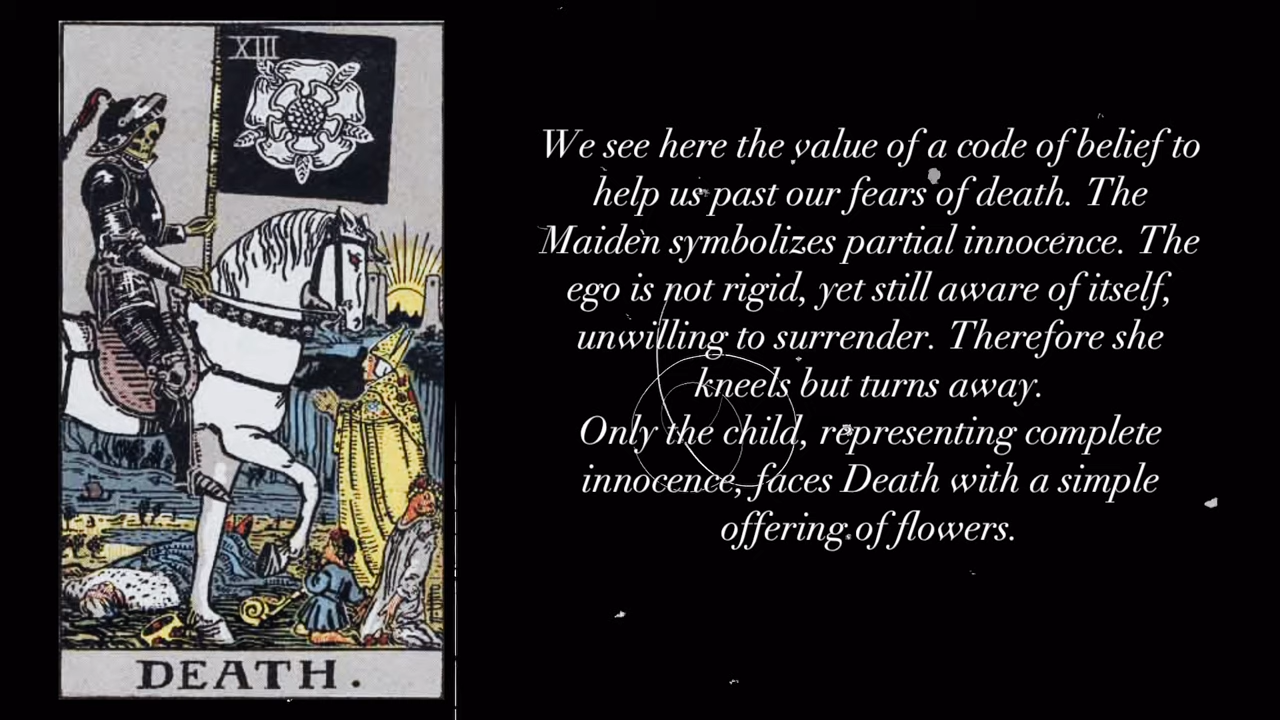 XIII
DEATH.
We see here the value of a code of belief to
help us past our fears of death. The
Maiden symbolizes partial innocence. The
ego is not rigid, yet still aware of itself,
unwilling to surrender. Therefore she
kneels but turns away.
Only the child, representing complete
innocence, faces Death with a simple
offering of flowers.